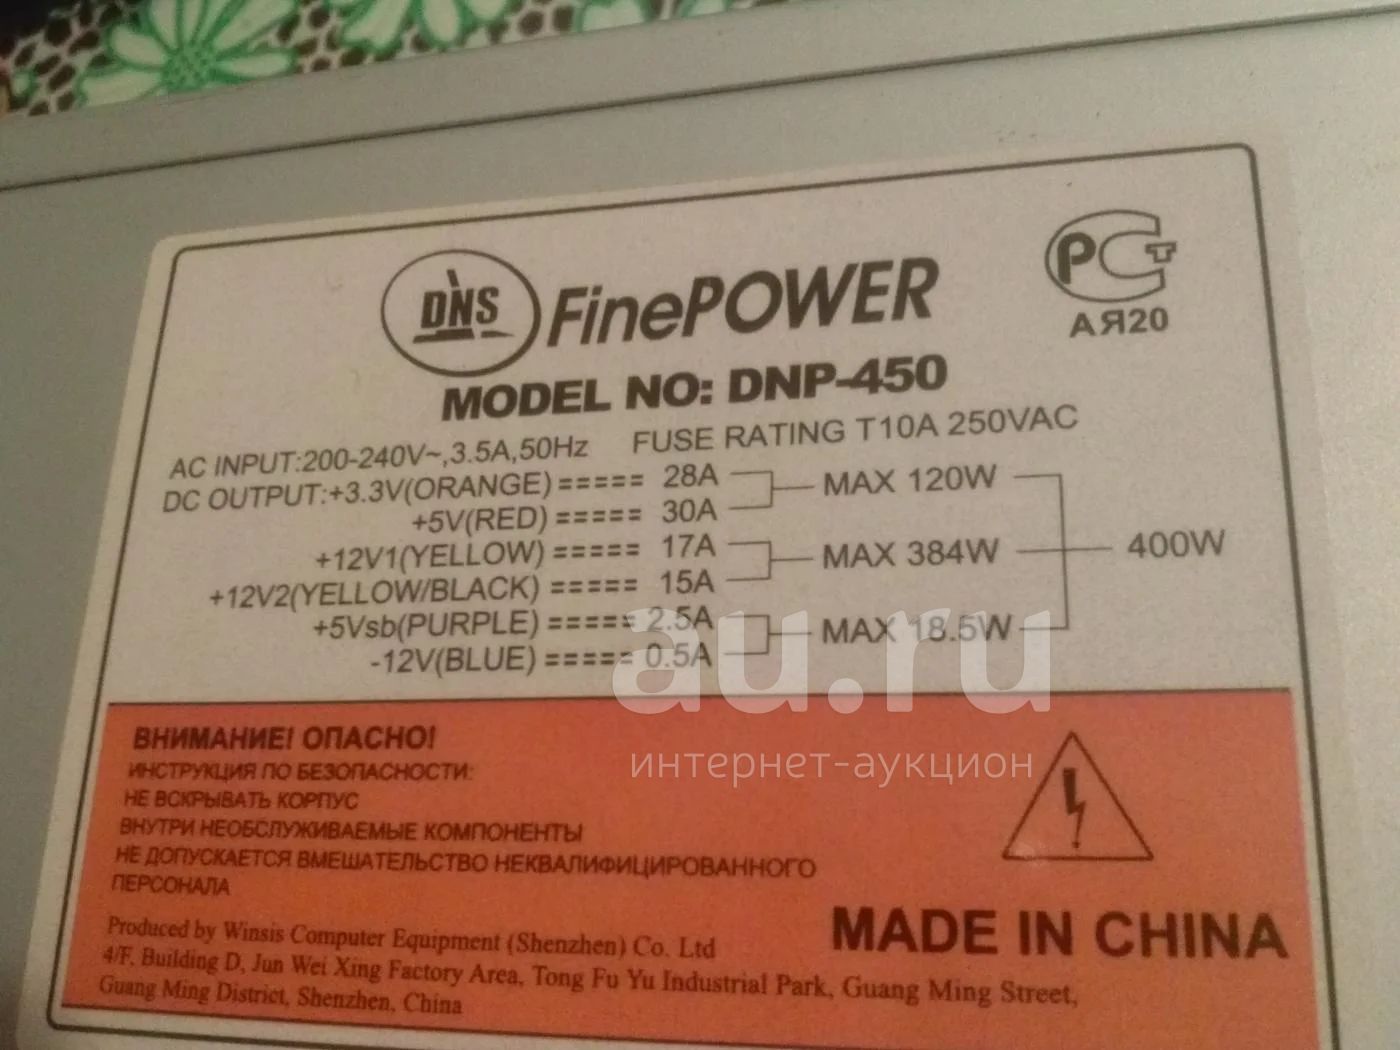 DNS FinePOWER
PCT
АЯ20
MODEL NO: DNP-450
AC INPUT:200-240V~,3.5A,50Hz FUSE RATING T10A 250VAC
DC OUTPUT:+3.3V(ORANGE) ===== 28A MAX 120W
+5V(RED) ===== 30A
+12V1(YELLOW) ===== 17A MAX 384W 400W
+12V2(YELLOW/BLACK) ===== 15A
+5Vsb(PURPLE) ===== 2.5A MAX 18.5W
-12V(BLUE) ===== 0.5A
au.ru
интернет-аукцион
ВНИМАНИЕ! ОПАСНО!
ИНСТРУКЦИЯ ПО БЕЗОПАСНОСТИ:
НЕ ВСКРЫВАТЬ КОРПУС
ВНУТРИ НЕОБСЛУЖИВАЕМЫЕ КОМПОНЕНТЫ
НЕ ДОПУСКАЕТСЯ ВМЕШАТЕЛЬСТВО НЕКВАЛИФИЦИРОВАННОГО
ПЕРСОНАЛА
MADE IN CHINA
Produced by Winsis Computer Equipment (Shenzhen) Co. Ltd
4/F, Building D, Jun Wei Xing Factory Area, Tong Fu Yu Industrial Park, Guang Ming Street,
Guang Ming District, Shenzhen, China